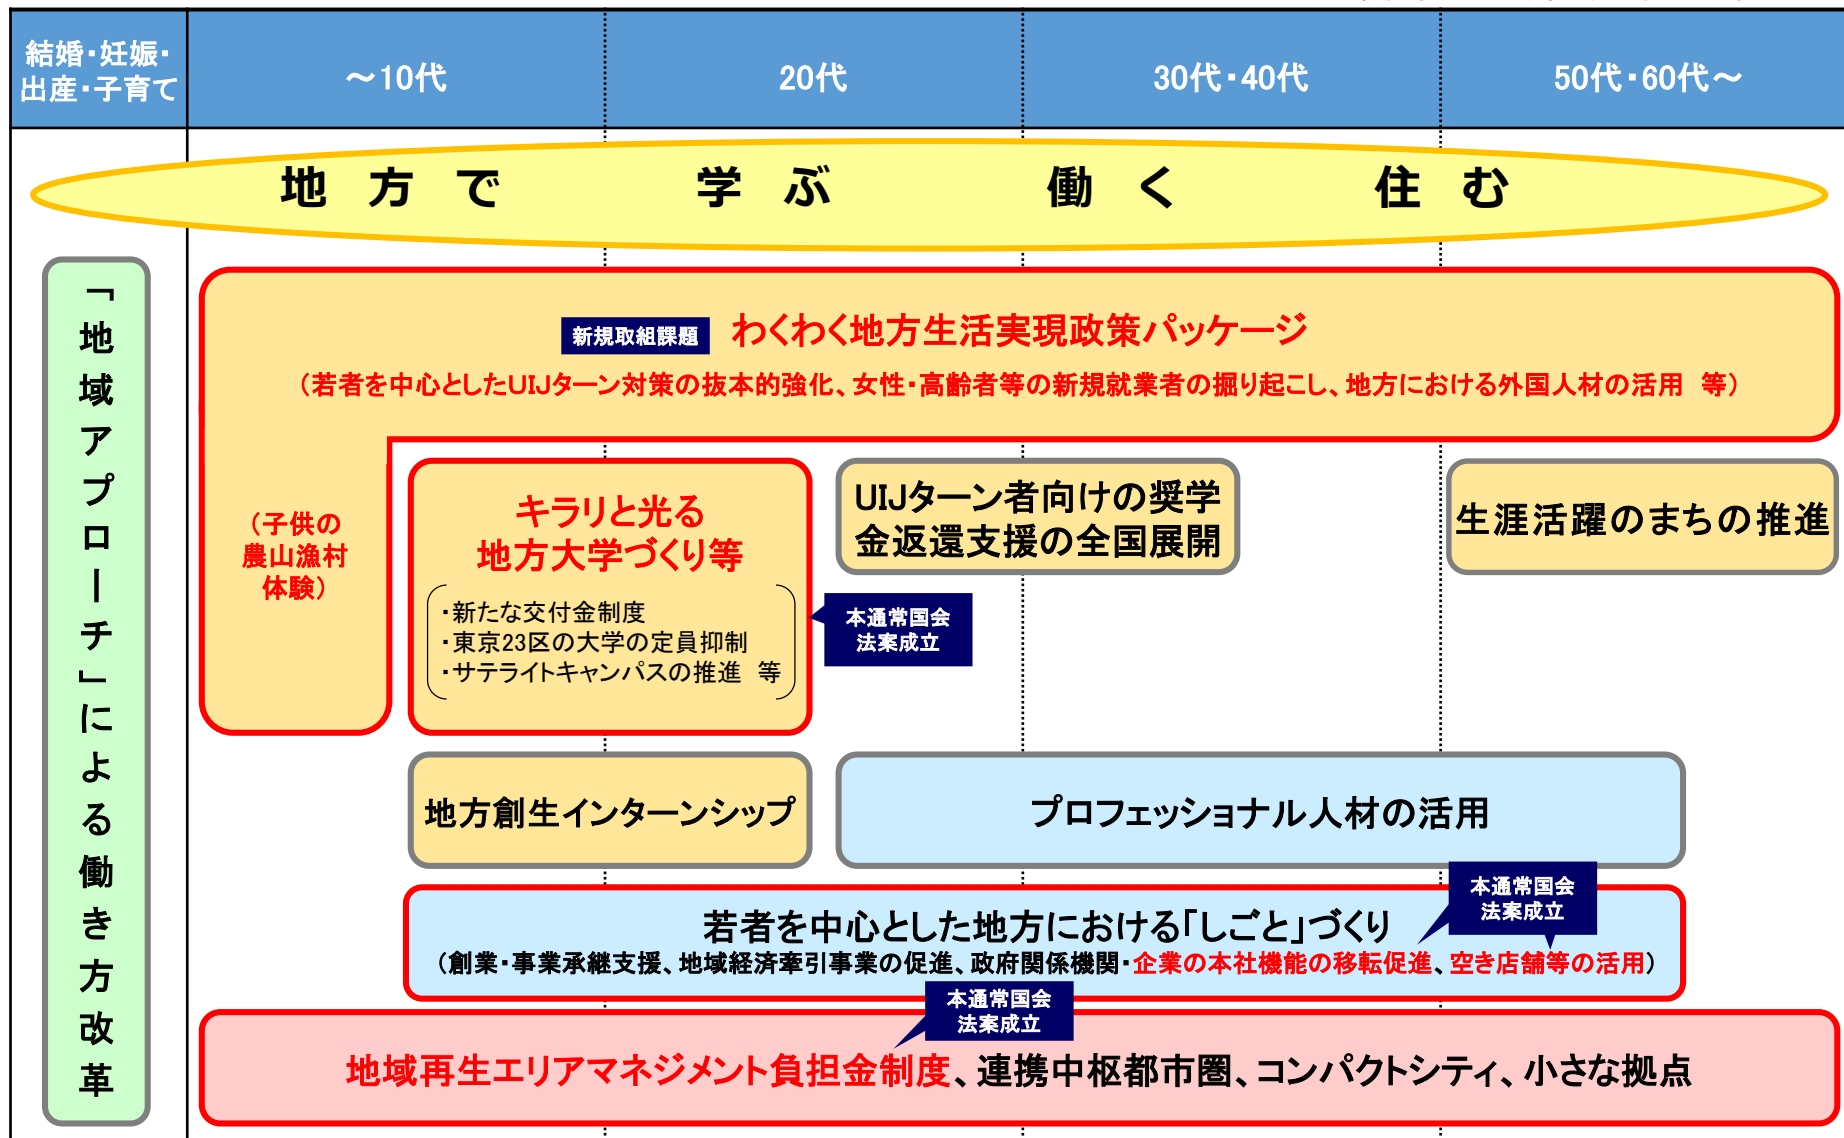 結婚・妊娠・
出産・子育て
～10代
20代
30代・40代
50代・60代～
地方で　学ぶ　働く　住む
「地域アプローチ」による働き方改革
新規取組課題
わくわく地方生活実現政策パッケージ
（若者を中心としたUIJターン対策の抜本的強化、女性・高齢者等の新規就業者の掘り起こし、地方における外国人材の活用　等）
（子供の
農山漁村
体験）
キラリと光る
地方大学づくり等
・新たな交付金制度
・東京23区の大学の定員抑制
・サテライトキャンパスの推進　等
本通常国会
法案成立
UIJターン者向けの奨学
金返還支援の全国展開
生涯活躍のまちの推進
地方創生インターンシップ
プロフェッショナル人材の活用
本通常国会
法案成立
若者を中心とした地方における「しごと」づくり
（創業・事業承継支援、地域経済牽引事業の促進、政府関係機関・企業の本社機能の移転促進、空き店舗等の活用）
本通常国会
法案成立
地域再生エリアマネジメント負担金制度、連携中枢都市圏、コンパクトシティ、小さな拠点